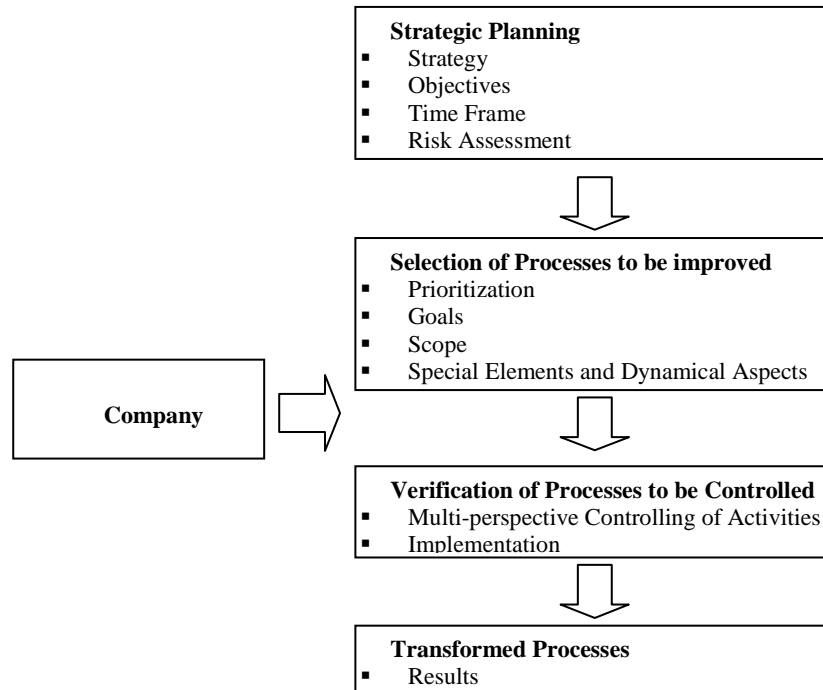 Strategic Planning
▪ Strategy
▪ Objectives
▪ Time Frame
▪ Risk Assessment
Selection of Processes to be improved
▪ Prioritization
▪ Goals
▪ Scope
▪ Special Elements and Dynamical Aspects
Company
Verification of Processes to be Controlled
▪ Multi-perspective Controlling of Activities
▪ Implementation
Transformed Processes
▪ Results